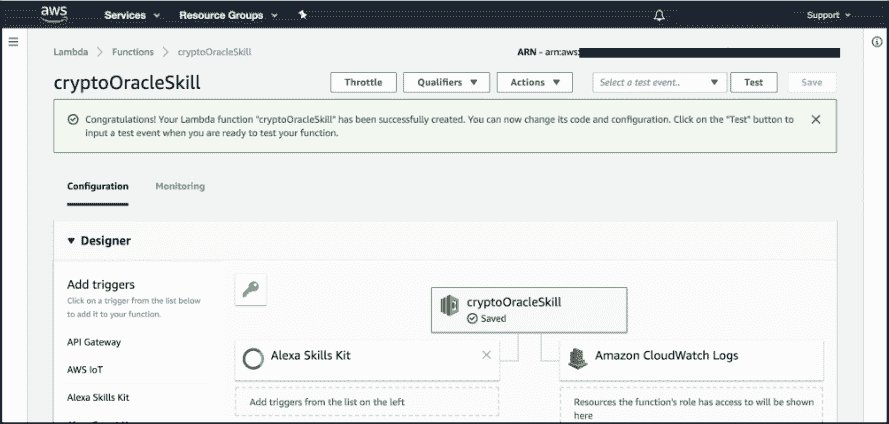 aws Services Resource Groups Support
Lambda Functions cryptoOracleSkill ARN - arn:aws:
cryptoOracleSkill Throttle Qualifiers Actions Select a test event.. Test Save
Congratulations! Your Lambda function "cryptoOracleSkill" has been successfully created. You can now change its code and configuration. Click on the "Test" button to
input a test event when you are ready to test your function.
Configuration Monitoring
Designer
Add triggers
Click on a trigger from the list below
to add it to your function.
cryptoOracleSkill
Saved
API Gateway
AWS IoT
Alexa Skills Kit
Alexa Skills Kit
Amazon CloudWatch Logs
Add triggers from the list on the left
Resources the function's role has access to will be shown
here